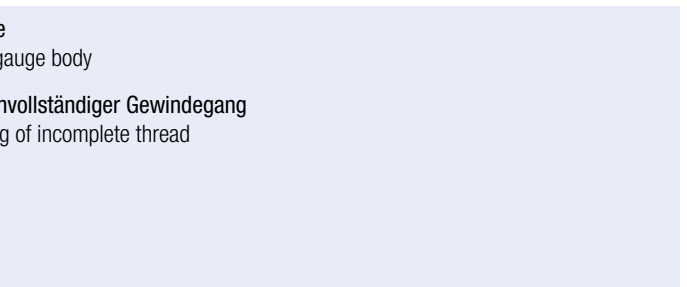 e
gauge body
nvollständiger Gewindegang
g of incomplete thread